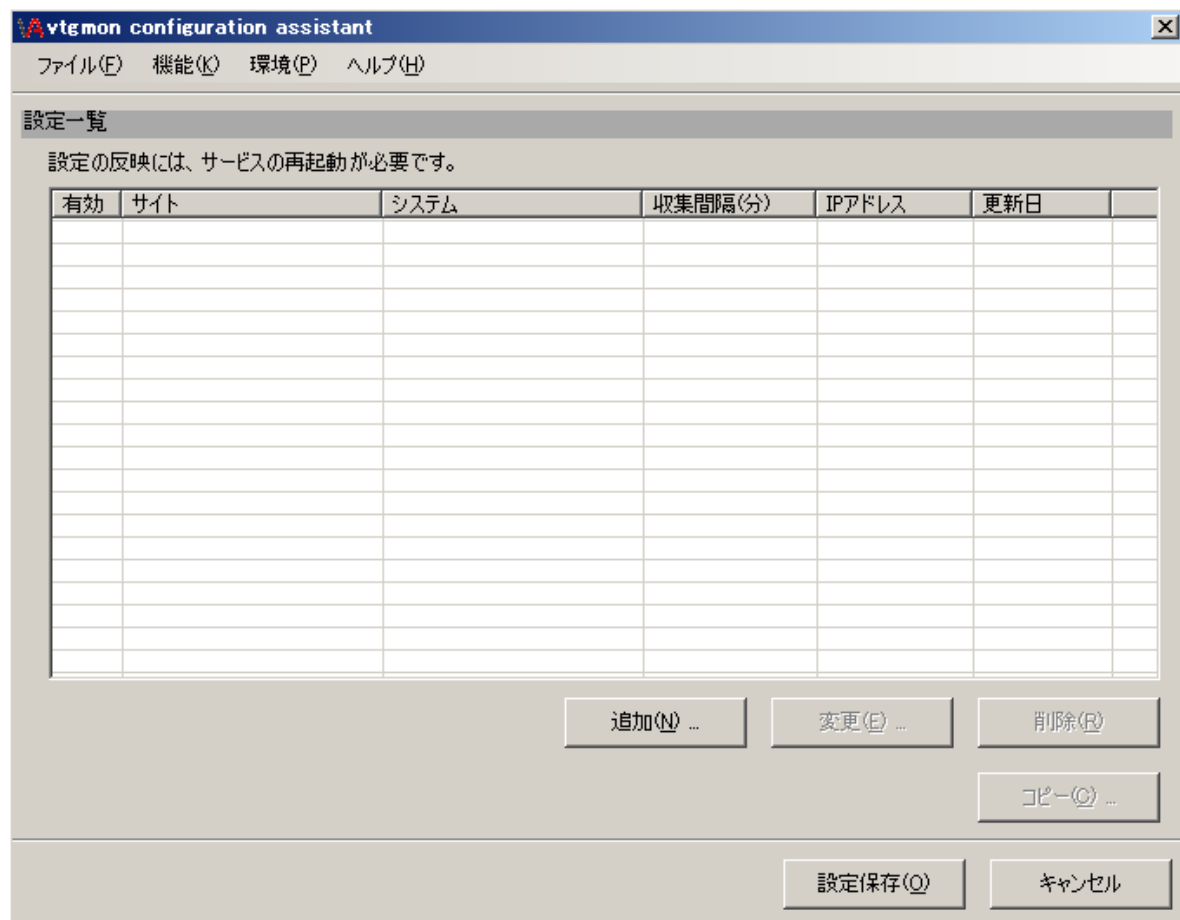 vtgmon configuration assistant
ファイル(F) 機能(K) 環境(P) ヘルプ(H)
設定一覧
設定の反映には、サービスの再起動が必要です。
有効 サイト システム 収集間隔(分) IPアドレス 更新日
追加(N) ... 変更(E) ... 削除(R)
コピー(C) ...
設定保存(O) キャンセル